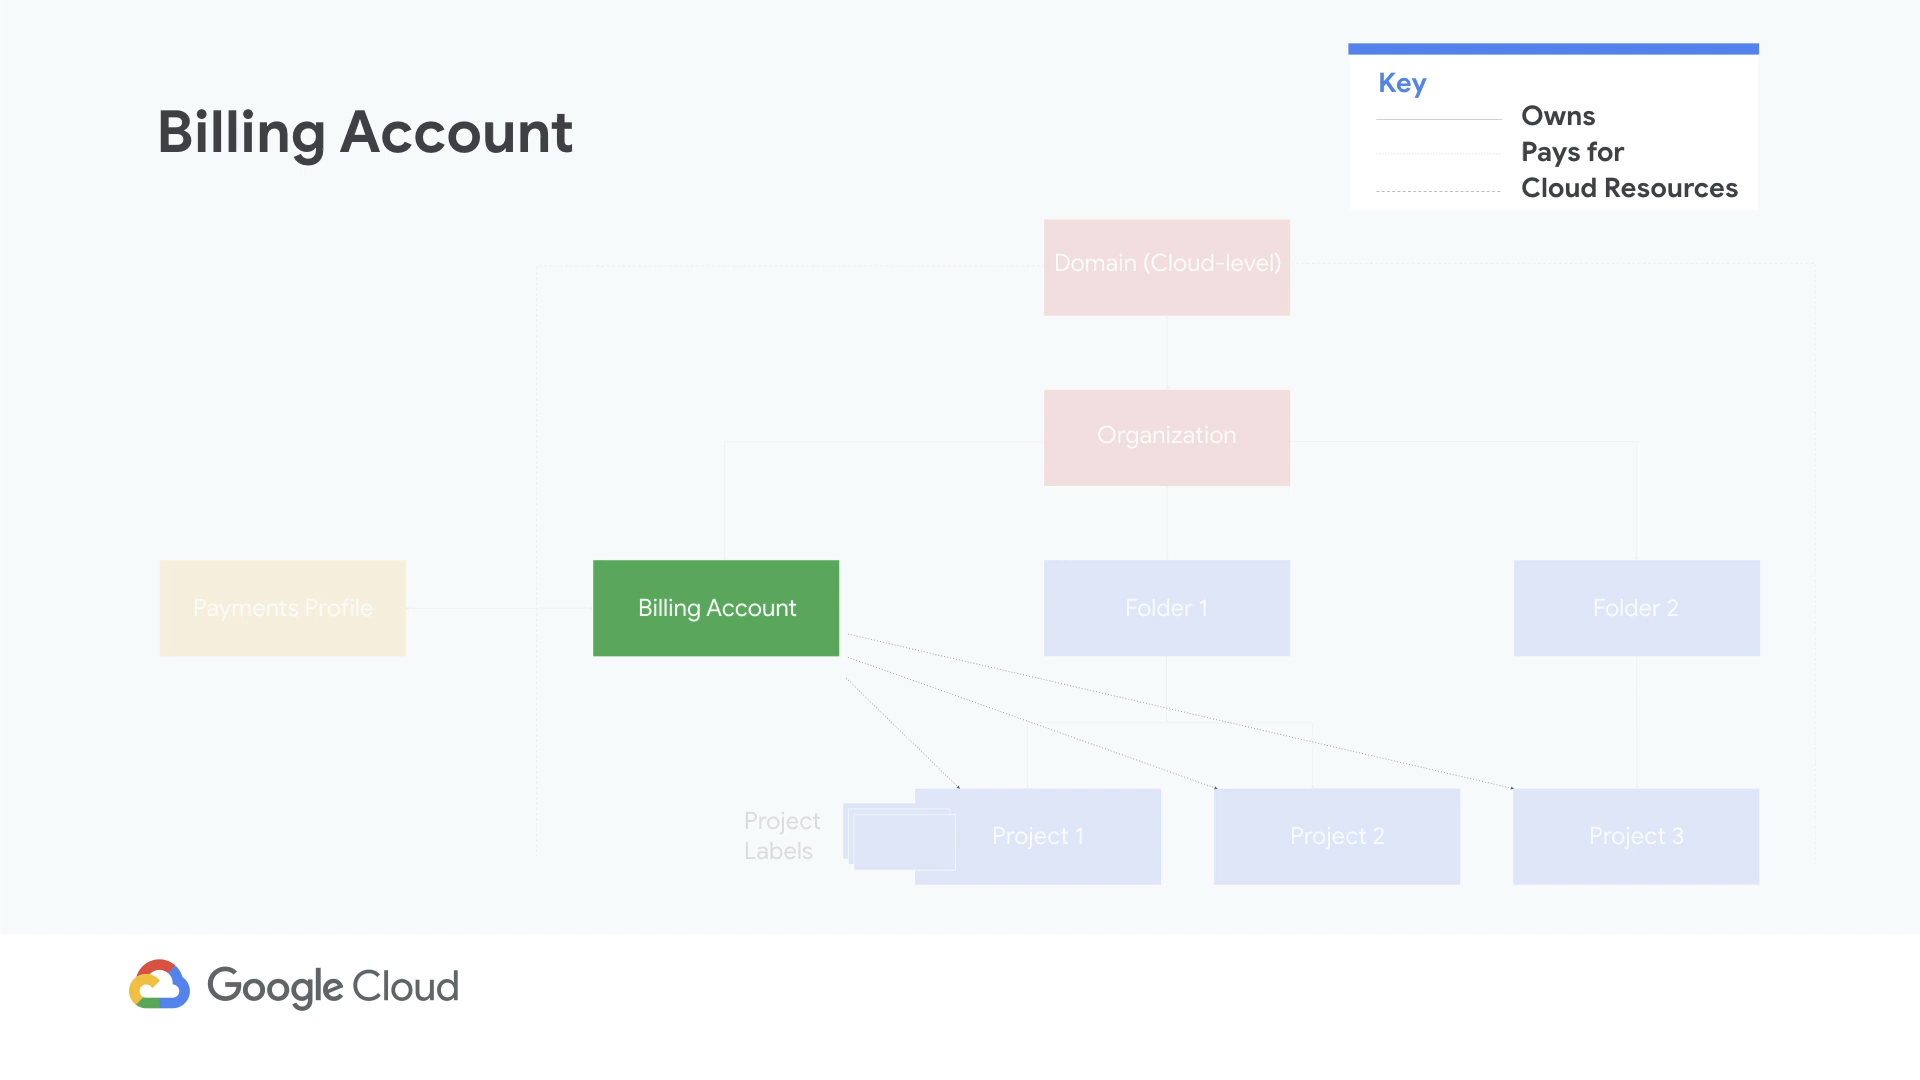 Billing Account
Key
Owns
Pays for
Cloud Resources
Domain (Cloud-level)
Organization
Payments Profile
Billing Account
Folder 1
Folder 2
Project
Labels
Project 1
Project 2
Project 3
Google Cloud